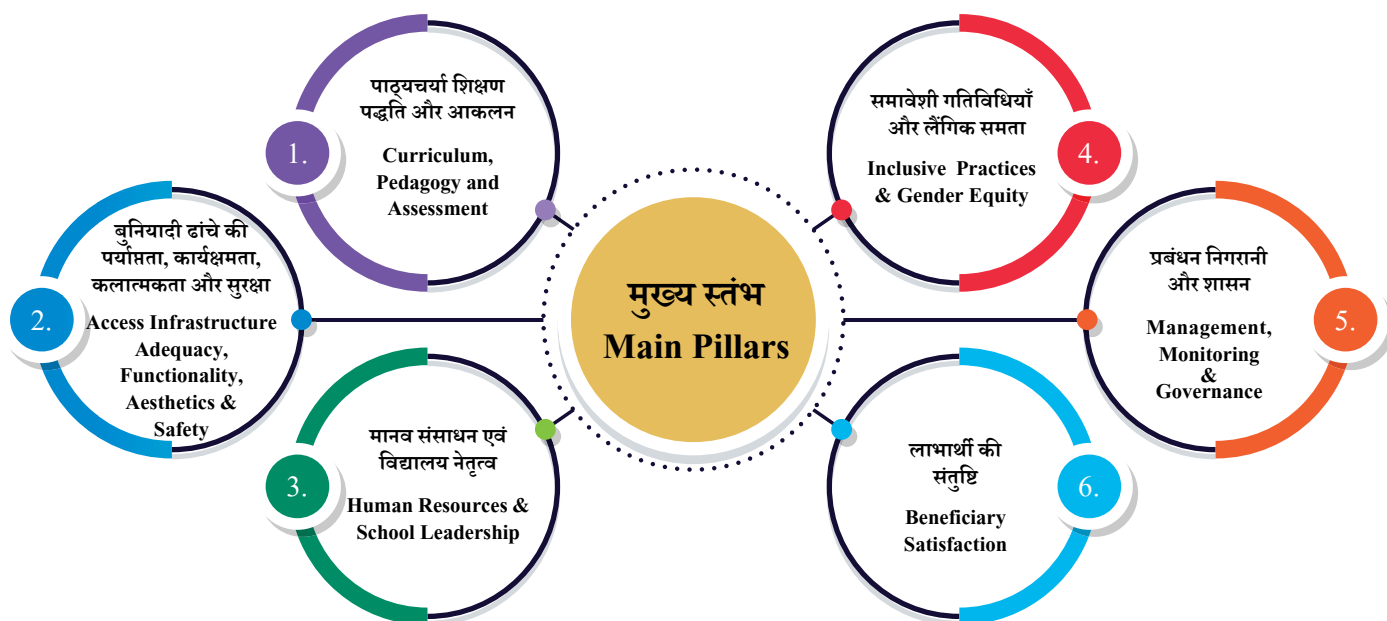 मुख्य स्तंभ
Main Pillars
1.
पाठ्यचर्या शिक्षण
पद्धति और आकलन
Curriculum,
Pedagogy and
Assessment
2.
बुनियादी ढांचे की
पर्याप्तता, कार्यक्षमता,
कलात्मकता और सुरक्षा
Access Infrastructure
Adequacy,
Functionality,
Aesthetics &
Safety
3.
मानव संसाधन एवं
विद्यालय नेतृत्व
Human Resources &
School Leadership
4.
समावेशी गतिविधियाँ
और लैंगिक समता
Inclusive Practices
& Gender Equity
5.
प्रबंधन निगरानी
और शासन
Management,
Monitoring
&
Governance
6.
लाभार्थी की
संतुष्टि
Beneficiary
Satisfaction